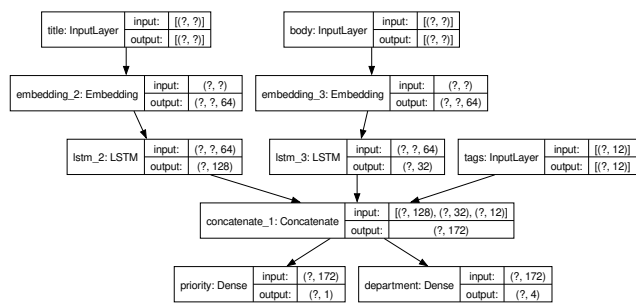 title: InputLayer input: [(?, ?)] output: [(?, ?)]
body: InputLayer input: [(?, ?)] output: [(?, ?)]
embedding_2: Embedding input: (?, ?) output: (?, ?, 64)
embedding_3: Embedding input: (?, ?) output: (?, ?, 64)
lstm_2: LSTM input: (?, ?, 64) output: (?, 128)
lstm_3: LSTM input: (?, ?, 64) output: (?, 32)
tags: InputLayer input: [(?, 12)] output: [(?, 12)]
concatenate_1: Concatenate input: [(?, 128), (?, 32), (?, 12)] output: (?, 172)
priority: Dense input: (?, 172) output: (?, 1)
department: Dense input: (?, 172) output: (?, 4)